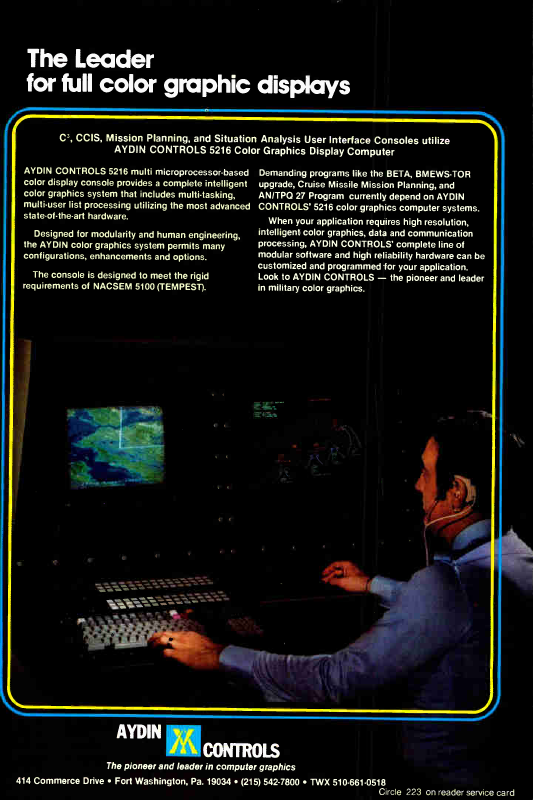 The Leader
for full color graphic displays
C³, CCIS, Mission Planning, and Situation Analysis User Interface Consoles utilize
AYDIN CONTROLS 5216 Color Graphics Display Computer
AYDIN CONTROLS 5216 multi microprocessor-based
color display console provides a complete intelligent
color graphics system that includes multi-tasking,
multi-user list processing utilizing the most advanced
state-of-the-art hardware.
Designed for modularity and human engineering,
the AYDIN color graphics system permits many
configurations, enhancements and options.
The console is designed to meet the rigid
requirements of NACSEM 5100 (TEMPEST).
Demanding programs like the BETA, BMEWS-TOR
upgrade, Cruise Missile Mission Planning, and
AN/TPQ 27 Program currently depend on AYDIN
CONTROLS' 5216 color graphics computer systems.
When your application requires high resolution,
intelligent color graphics, data and communication
processing, AYDIN CONTROLS' complete line of
modular software and high reliability hardware can be
customized and programmed for your application.
Look to AYDIN CONTROLS — the pioneer and leader
in military color graphics.
AYDIN CONTROLS
The pioneer and leader in computer graphics
414 Commerce Drive • Fort Washington, Pa. 19034 • (215) 542-7800 • TWX 510-661-0518
Circle 223 on reader service card